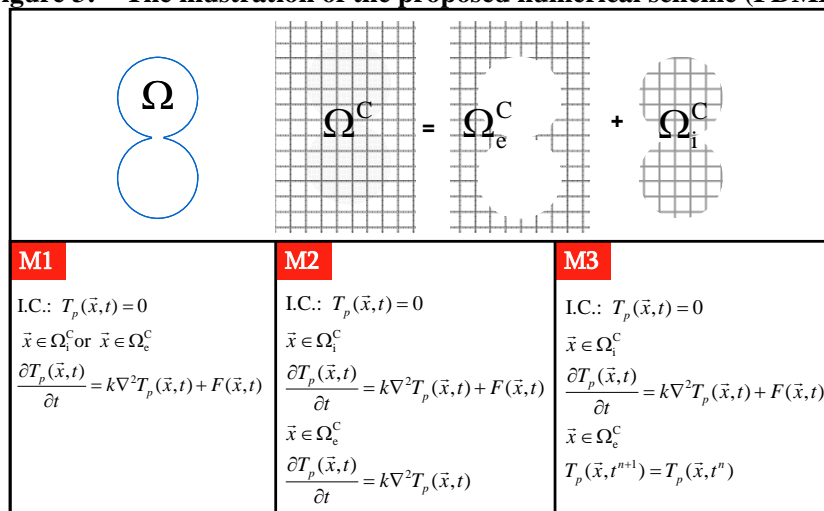 Figure 3. The illustration of the proposed numerical scheme (FDM
Ω
Ω^C = Ω_e^C + Ω_i^C
M1
I.C.: T_p(x⃗,t) = 0
x⃗ ∈ Ω_i^C or x⃗ ∈ Ω_e^C
∂T_p(x⃗,t)/∂t = k∇²T_p(x⃗,t) + F(x⃗,t)
M2
I.C.: T_p(x⃗,t) = 0
x⃗ ∈ Ω_i^C
∂T_p(x⃗,t)/∂t = k∇²T_p(x⃗,t) + F(x⃗,t)
x⃗ ∈ Ω_e^C
∂T_p(x⃗,t)/∂t = k∇²T_p(x⃗,t)
M3
I.C.: T_p(x⃗,t) = 0
x⃗ ∈ Ω_i^C
∂T_p(x⃗,t)/∂t = k∇²T_p(x⃗,t) + F(x⃗,t)
x⃗ ∈ Ω_e^C
T_p(x⃗,t^{n+1}) = T_p(x⃗,t^n)